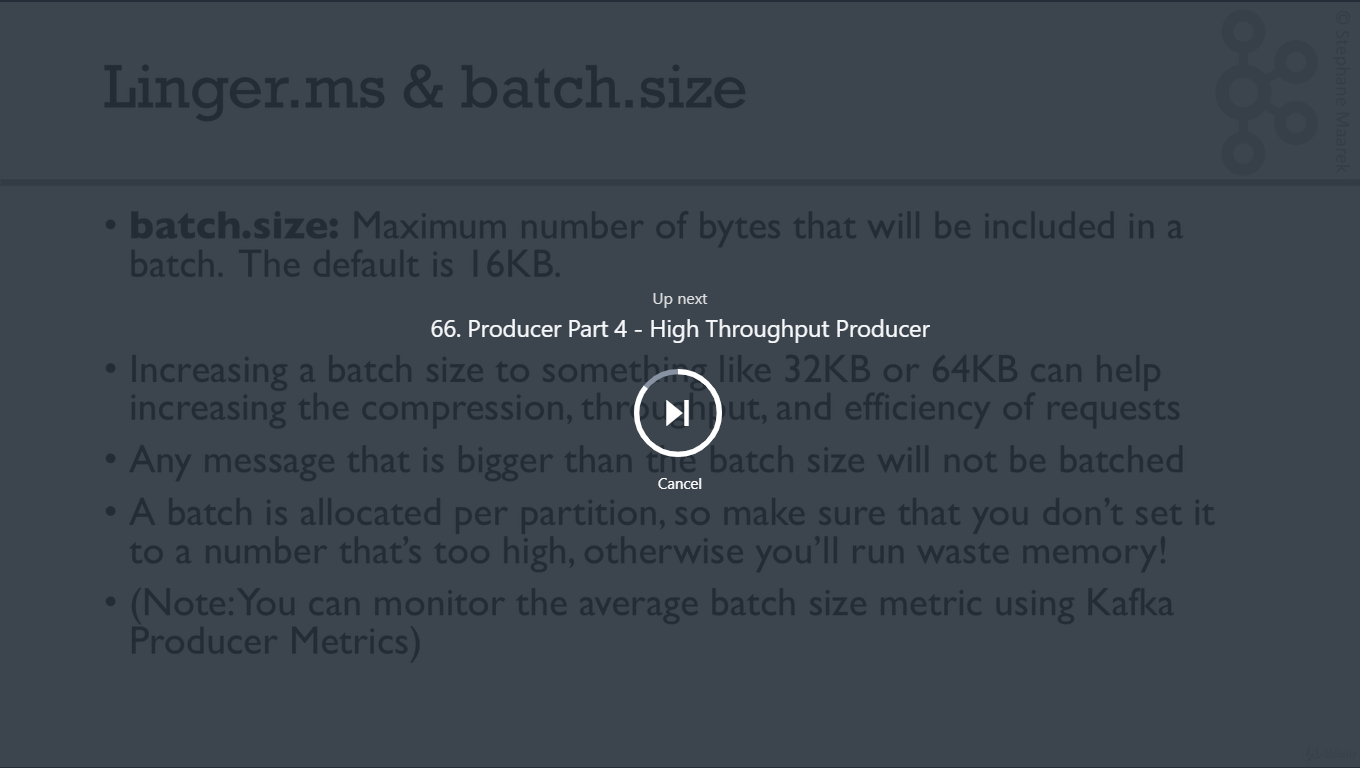 Linger.ms & batch.size
© Stephane Maarek
• batch.size: Maximum number of bytes that will be included in a
batch. The default is 16KB.
Up next
66. Producer Part 4 - High Throughput Producer
• Increasing a batch size to something like 32KB or 64KB can help
increasing the compression, throughput, and efficiency of requests
• Any message that is bigger than the batch size will not be batched
Cancel
• A batch is allocated per partition, so make sure that you don’t set it
to a number that’s too high, otherwise you’ll run waste memory!
• (Note: You can monitor the average batch size metric using Kafka
Producer Metrics)